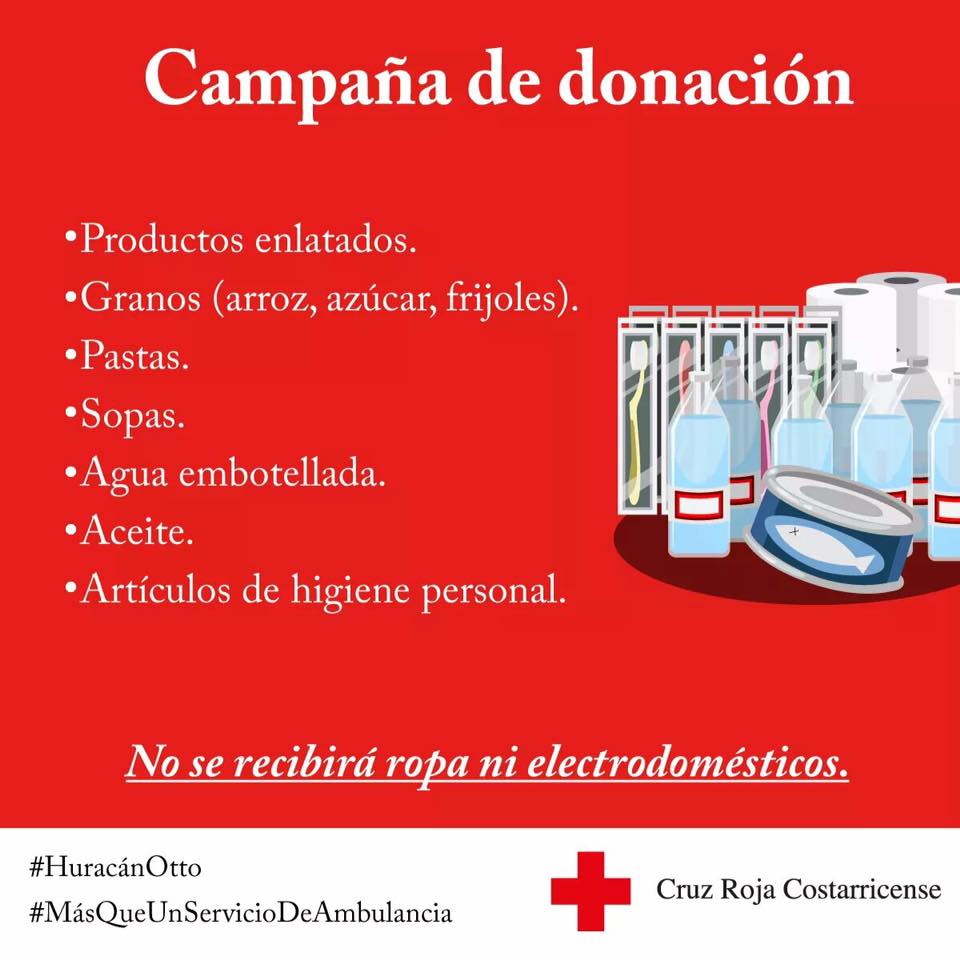 Campaña de donación
•Productos enlatados.
•Granos (arroz, azúcar, frijoles).
•Pastas.
•Sopas.
•Agua embotellada.
•Aceite.
•Artículos de higiene personal.
No se recibirá ropa ni electrodomésticos.
#HuracánOtto
#MásQueUnServicioDeAmbulancia
Cruz Roja Costarricense